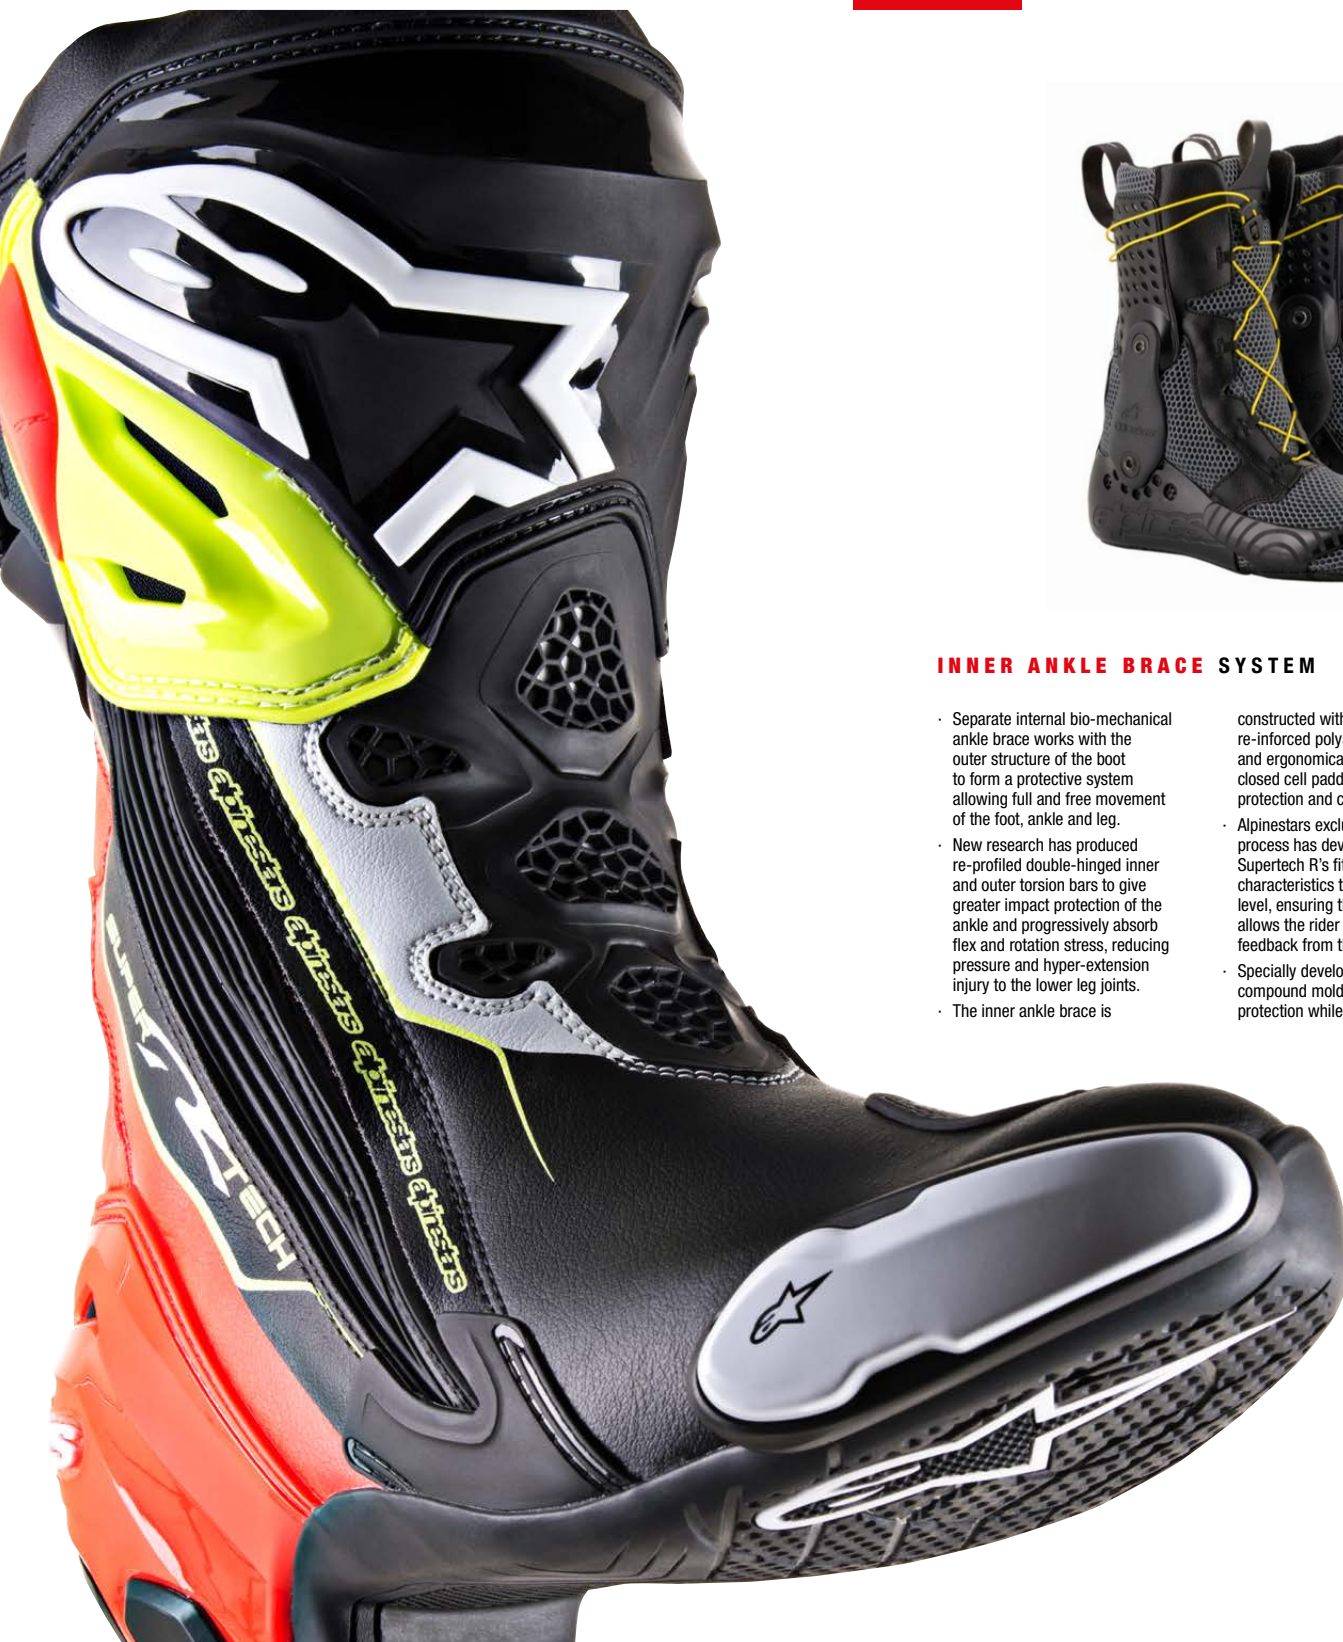 INNER ANKLE BRACE SYSTEM
· Separate internal bio-mechanical
ankle brace works with the
outer structure of the boot
to form a protective system
allowing full and free movement
of the foot, ankle and leg.
· New research has produced
re-profiled double-hinged inner
and outer torsion bars to give
greater impact protection of the
ankle and progressively absorb
flex and rotation stress, reducing
pressure and hyper-extension
injury to the lower leg joints.
· The inner ankle brace is
constructed with
re-inforced poly
and ergonomica
closed cell padd
protection and c
· Alpinestars exclu
process has dev
Supertech R's fi
characteristics t
level, ensuring t
allows the rider
feedback from t
· Specially develo
compound mold
protection while
alpinestars alpinestars alpinestars alpinestars
SUPER R TECH
S